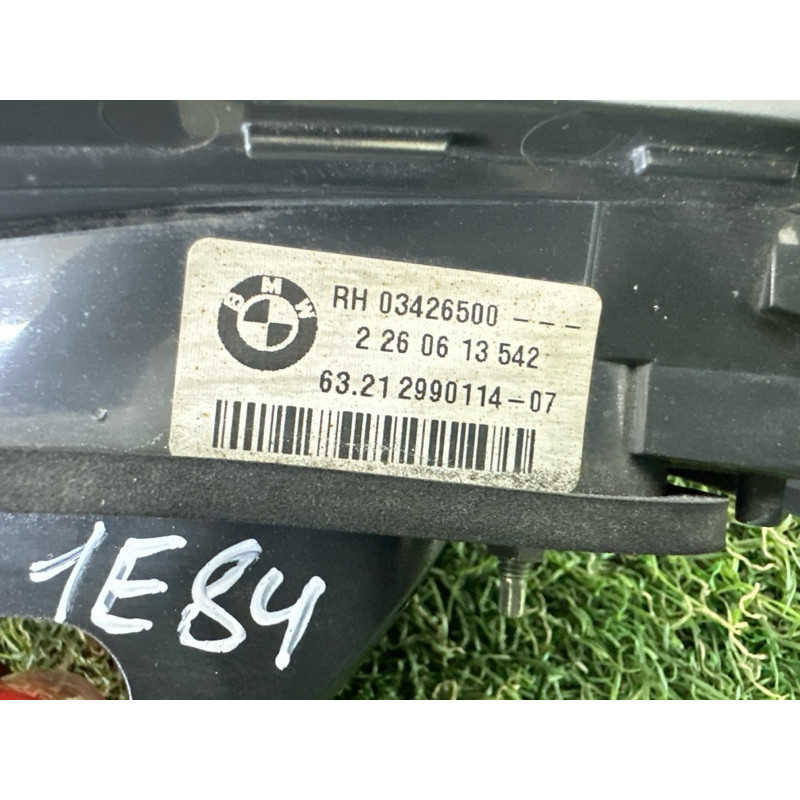 BMW
RH 03426500 ---
2 26 06 13 542
63.21 2990114-07
1E84